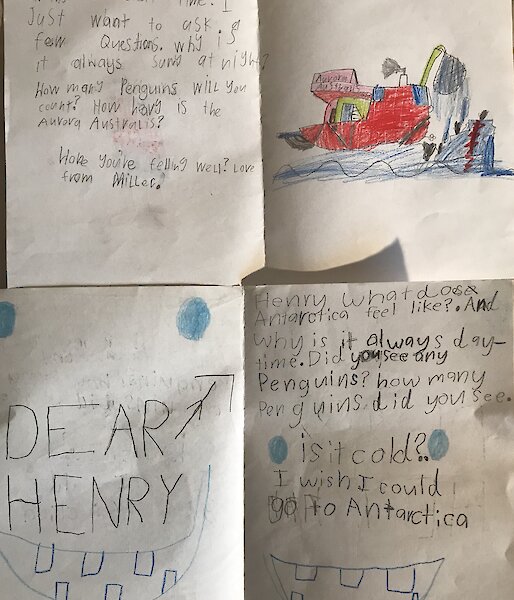 time. I
Just want to ask a
few Questions. why is
it always suny at night?
How many Penguins will you
count? How heavy is the
Aurora Australis?
Hope you're felling well? Love
from Miller.
Aurora
Australis
DEAR
HENRY
Henry what does
Antarctica feel like?. And
why is it always day-
time. Did you see any
Penguins? how many
Penguins did you see.
is it cold?.
I wish I could
go to Antarctica